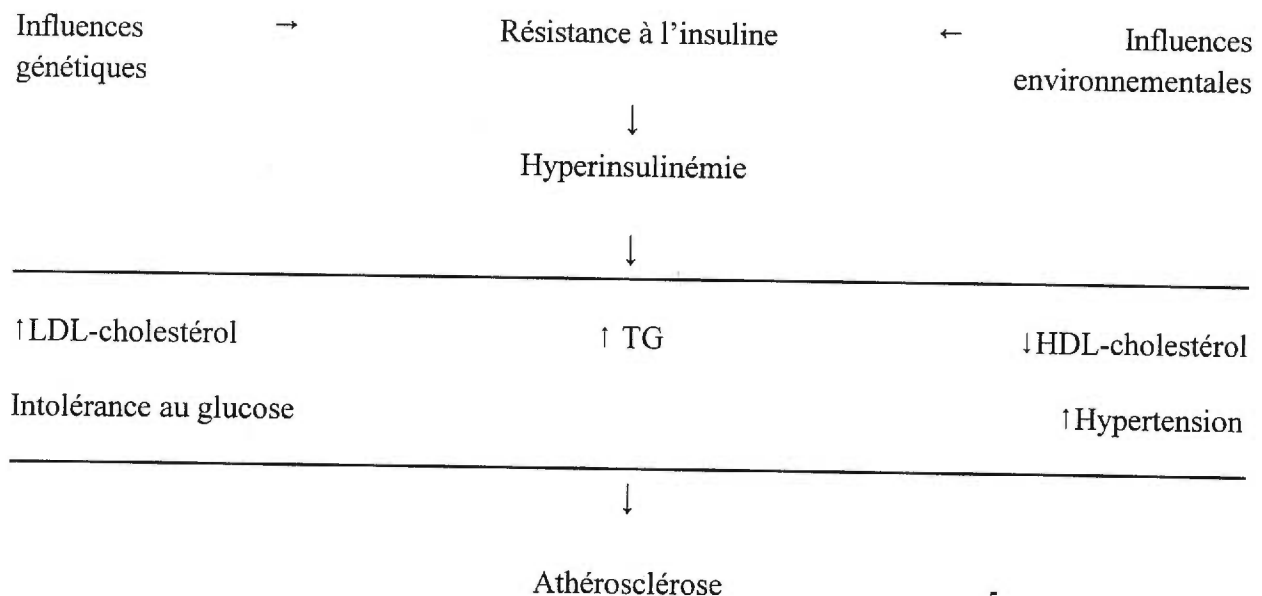 Influences génétiques → Résistance à l'insuline ← Influences environnementales
↓
Hyperinsulinémie
↓
↑LDL-cholestérol ↑ TG ↓HDL-cholestérol
Intolérance au glucose ↑Hypertension
↓
Athérosclérose